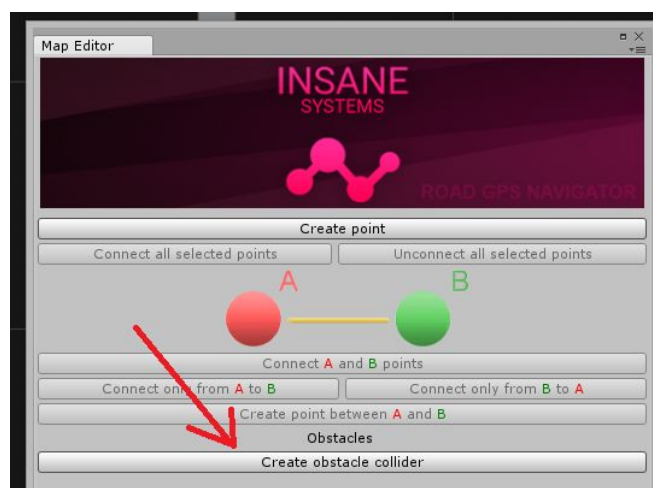 Map Editor
INSANE
SYSTEMS
ROAD GPS NAVIGATOR
Create point
Connect all selected points
Unconnect all selected points
A
B
Connect A and B points
Connect only from A to B
Connect only from B to A
Create point between A and B
Obstacles
Create obstacle collider